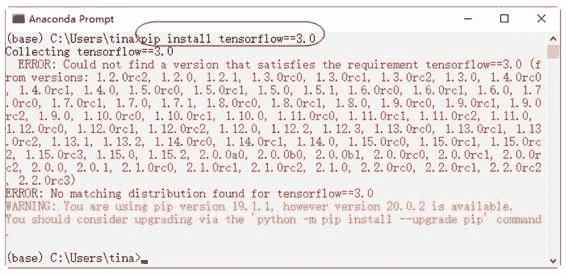 Anaconda Prompt
(base) C:\Users\tina>pip install tensorflow==3.0
Collecting tensorflow==3.0
ERROR: Could not find a version that satisfies the requirement tensorflow==3.0 (f
rom versions: 1.2.0rc2, 1.2.0, 1.2.1, 1.3.0rc0, 1.3.0rc1, 1.3.0rc2, 1.3.0, 1.4.0rc0
, 1.4.0rc1, 1.4.0, 1.5.0rc0, 1.5.0rc1, 1.5.0, 1.5.1, 1.6.0rc0, 1.6.0rc1, 1.6.0, 1.7
.0rc0, 1.7.0rc1, 1.7.0, 1.7.1, 1.8.0rc0, 1.8.0rc1, 1.8.0, 1.9.0rc0, 1.9.0rc1, 1.9.0
rc2, 1.9.0, 1.10.0rc0, 1.10.0rc1, 1.10.0, 1.11.0rc0, 1.11.0rc1, 1.11.0rc2, 1.11.0,
1.12.0rc0, 1.12.0rc1, 1.12.0rc2, 1.12.0, 1.12.2, 1.12.3, 1.13.0rc0, 1.13.0rc1, 1.13
.0rc2, 1.13.1, 1.13.2, 1.14.0rc0, 1.14.0rc1, 1.14.0, 1.15.0rc0, 1.15.0rc1, 1.15.0rc
2, 1.15.0rc3, 1.15.0, 1.15.2, 2.0.0a0, 2.0.0b0, 2.0.0b1, 2.0.0rc0, 2.0.0rc1, 2.0.0r
c2, 2.0.0, 2.0.1, 2.1.0rc0, 2.1.0rc1, 2.1.0rc2, 2.1.0, 2.2.0rc0, 2.2.0rc1, 2.2.0rc2
, 2.2.0rc3)
ERROR: No matching distribution found for tensorflow==3.0
WARNING: You are using pip version 19.1.1, however version 20.0.2 is available.
You should consider upgrading via the 'python -m pip install --upgrade pip' command
.
(base) C:\Users\tina>